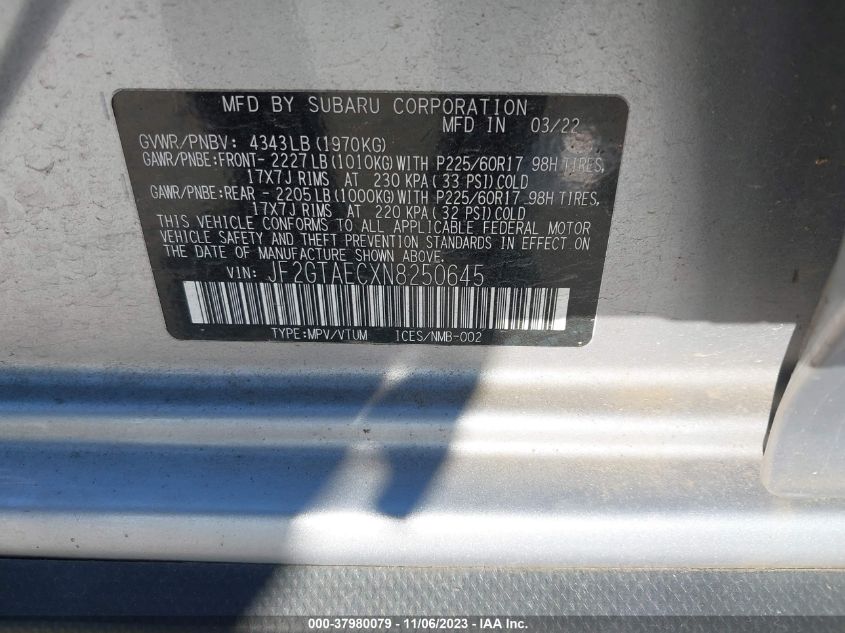 MFD BY SUBARU CORPORATION
MFD IN 03/22
GVWR/PNBV: 4343LB(1970KG)
GAWR/PNBE:FRONT- 2227LB(1010KG)WITH P225/60R17 98H TIRES,
17X7J RIMS AT 230 KPA(33 PSI)COLD
GAWR/PNBE:REAR - 2205LB(1000KG)WITH P225/60R17 98H TIRES,
17X7J RIMS AT 220 KPA(32 PSI)COLD
THIS VEHICLE CONFORMS TO ALL APPLICABLE FEDERAL MOTOR
VEHICLE SAFETY AND THEFT PREVENTION STANDARDS IN EFFECT ON
THE DATE OF MANUFACTURE SHOWN ABOVE.
VIN: JF2GTAECXN8250645
TYPE:MPV/VTUM ICES/NMB-002
000-37980079 - 11/06/2023 - © IAA Inc.